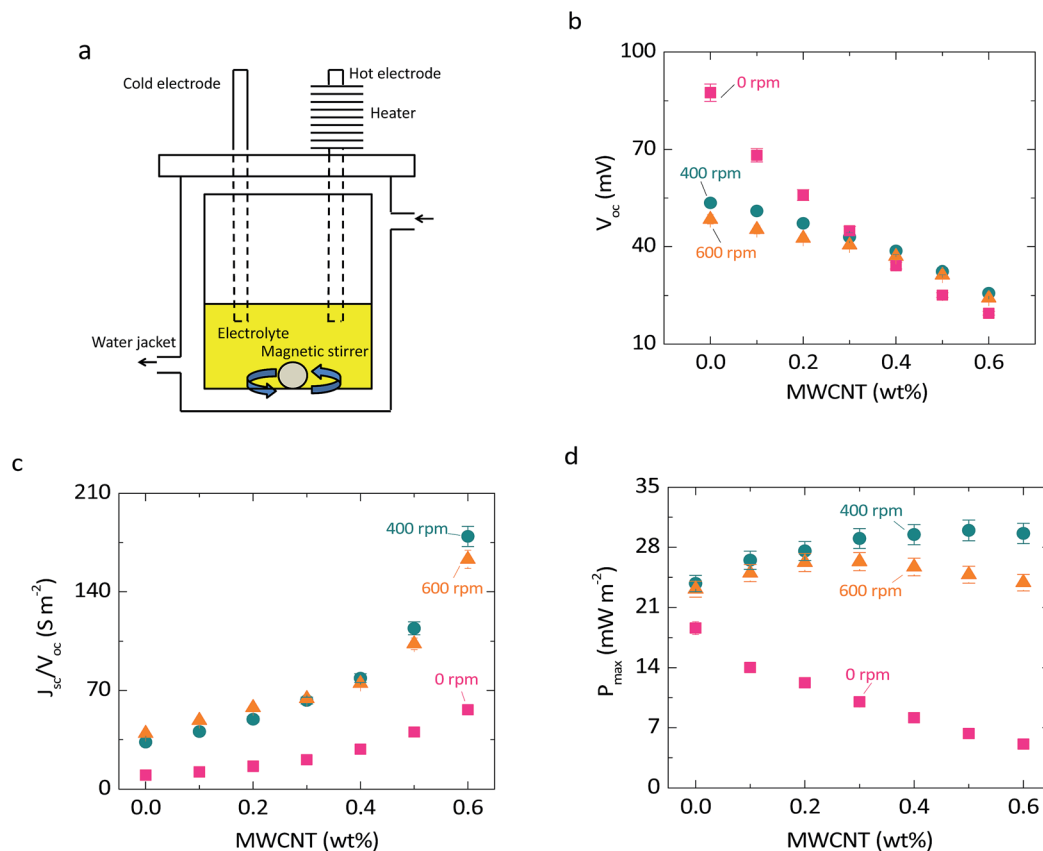 a
Cold electrode
Hot electrode
Heater
Water jacket
Electrolyte
Magnetic stirrer
b
100
70
40
10
V_oc (mV)
0 rpm
400 rpm
600 rpm
0.0 0.2 0.4 0.6
MWCNT (wt%)
c
210
140
70
0
J_sc/V_oc (S m⁻²)
400 rpm
600 rpm
0 rpm
0.0 0.2 0.4 0.6
MWCNT (wt%)
d
35
28
21
14
7
0
P_max (mW m⁻²)
400 rpm
600 rpm
0 rpm
0.0 0.2 0.4 0.6
MWCNT (wt%)